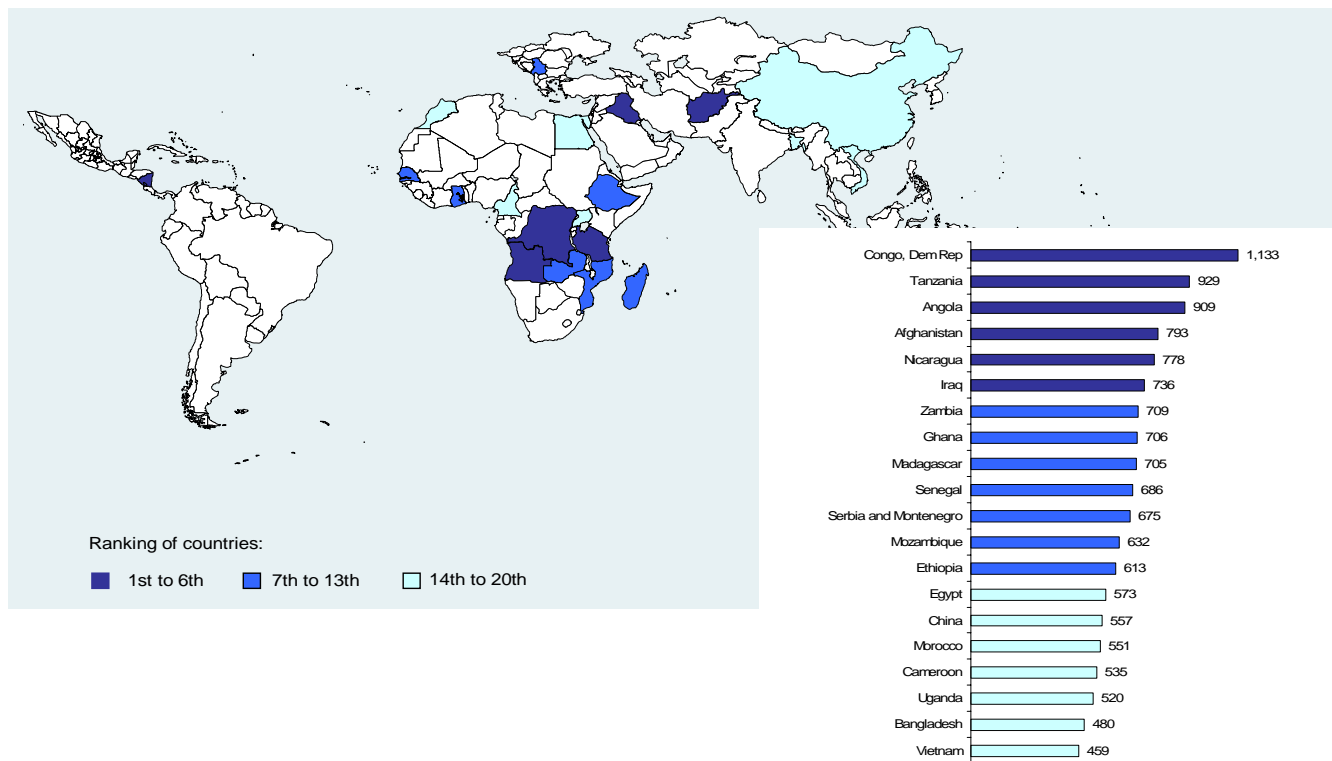 Congo, Dem Rep 1,133
Tanzania 929
Angola 909
Afghanistan 793
Nicaragua 778
Iraq 736
Zambia 709
Ghana 706
Madagascar 705
Senegal 686
Serbia and Montenegro 675
Mozambique 632
Ethiopia 613
Egypt 573
China 557
Morocco 551
Cameroon 535
Uganda 520
Bangladesh 480
Vietnam 459
Ranking of countries:
1st to 6th 7th to 13th 14th to 20th